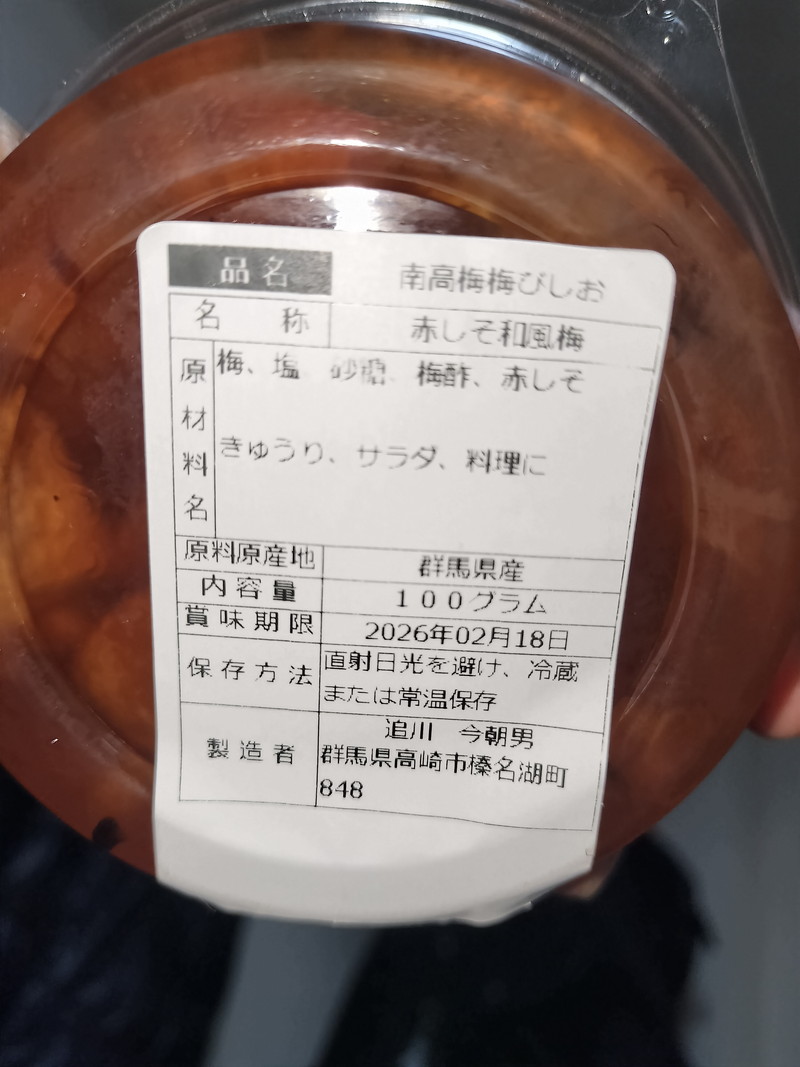 品名 南高梅梅びしお
名称 赤しそ和風梅
原材料名 梅、塩 砂糖 梅酢、赤しそ
きゅうり、サラダ、料理に
原料原産地 群馬県産
内容量 100グラム
賞味期限 2026年02月18日
保存方法 直射日光を避け、冷蔵
または常温保存
製造者 追川 今朝男
群馬県高崎市榛名湖町
848